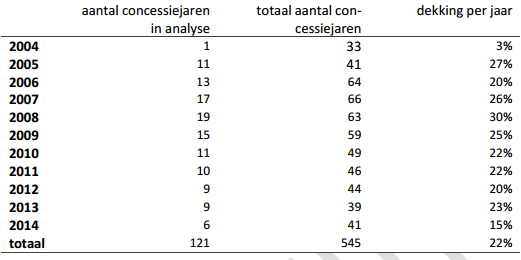 aantal concessiejaren totaal aantal con- dekking per jaar
in analyse cessiejaren
2004 1 33 3%
2005 11 41 27%
2006 13 64 20%
2007 17 66 26%
2008 19 63 30%
2009 15 59 25%
2010 11 49 22%
2011 10 46 22%
2012 9 44 20%
2013 9 39 23%
2014 6 41 15%
totaal 121 545 22%